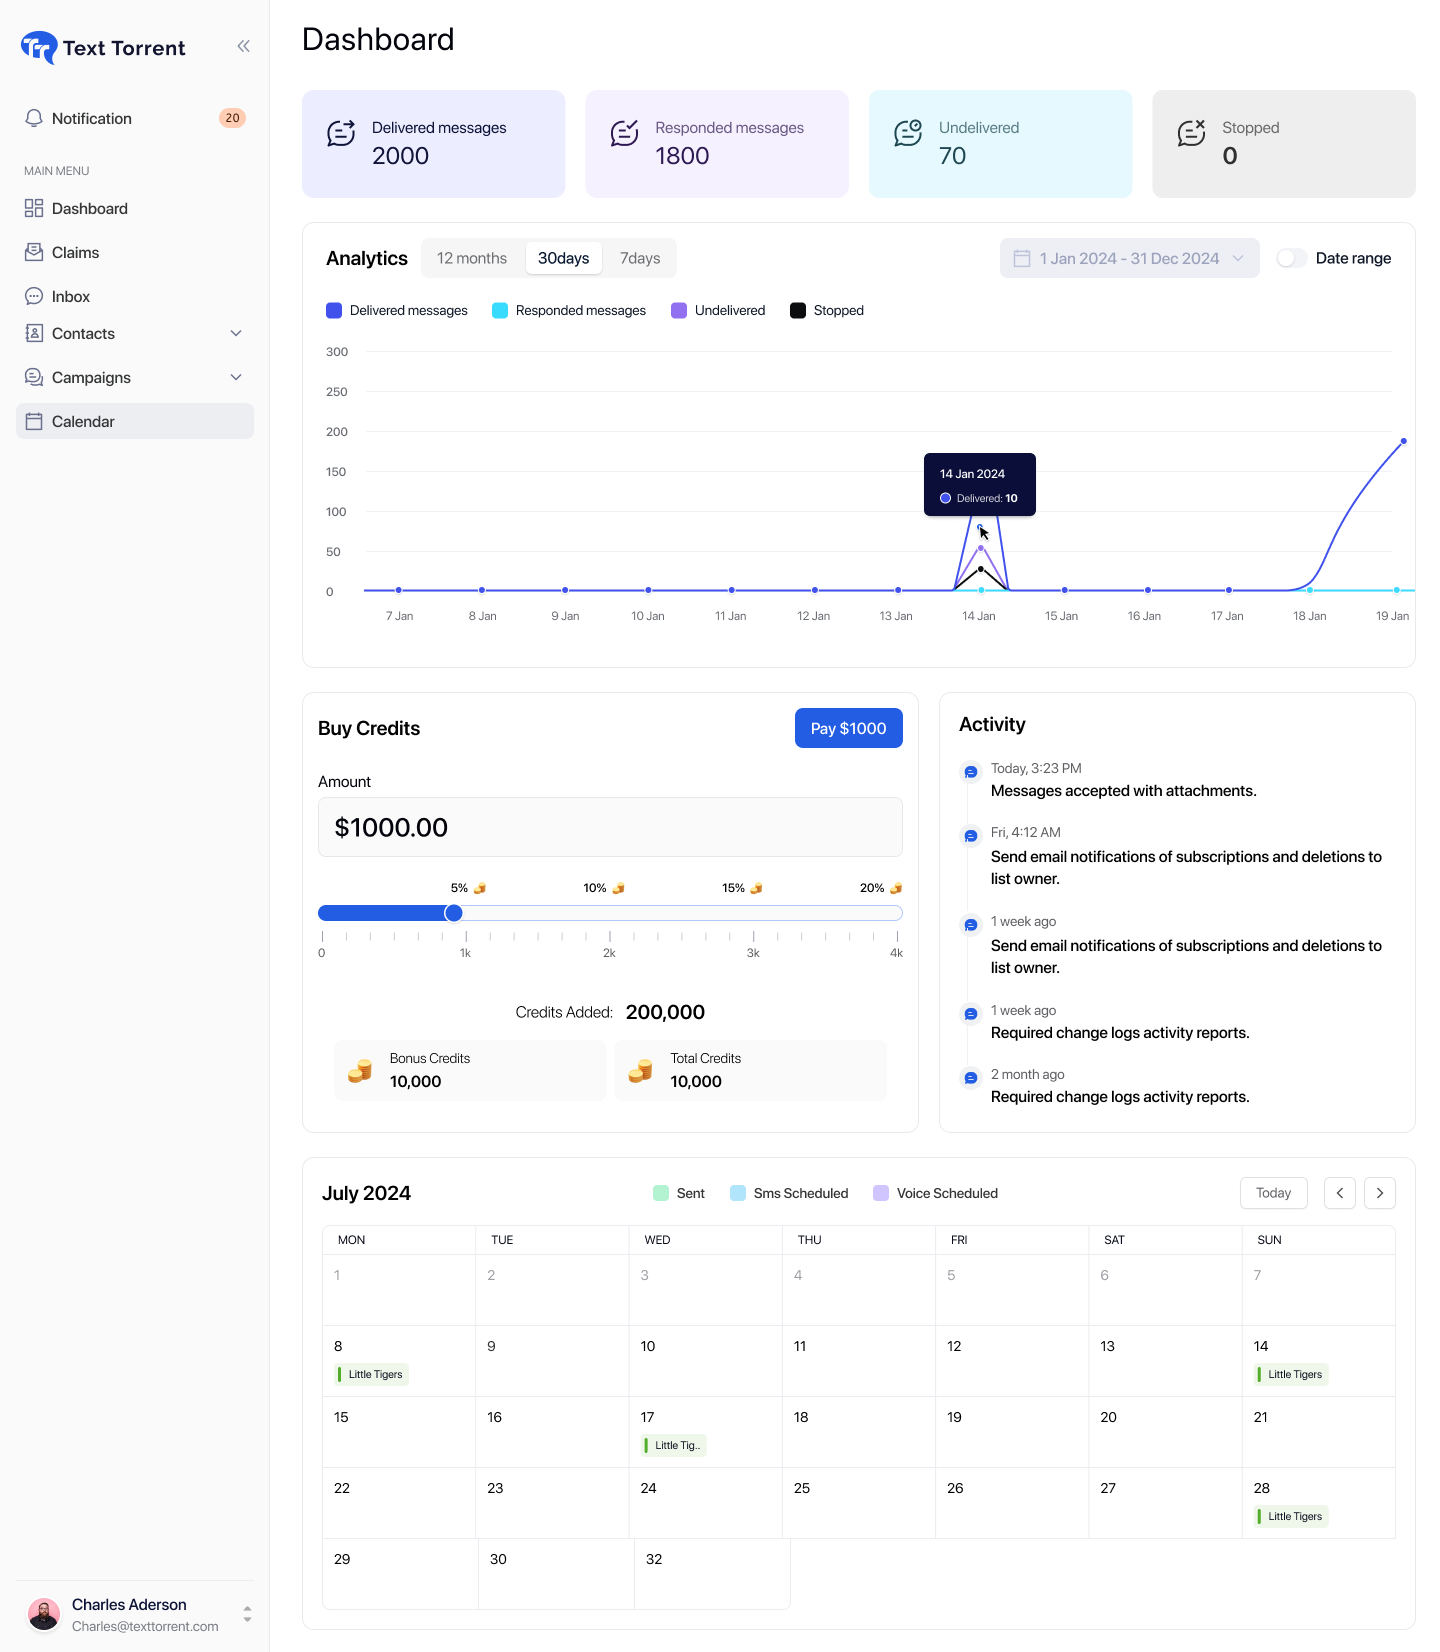 Text Torrent
Notification 20
MAIN MENU
Dashboard
Claims
Inbox
Contacts
Campaigns
Calendar
Charles Aderson
Charles@texttorrent.com
Dashboard
Delivered messages
2000
Responded messages
1800
Undelivered
70
Stopped
0
Analytics 12 months 30days 7days 1 Jan 2024 - 31 Dec 2024 Date range
Delivered messages Responded messages Undelivered Stopped
300
250
200
150
100
50
0
14 Jan 2024
Delivered: 10
7 Jan 8 Jan 9 Jan 10 Jan 11 Jan 12 Jan 13 Jan 14 Jan 15 Jan 16 Jan 17 Jan 18 Jan 19 Jan
Buy Credits Pay $1000
Amount
$1000.00
5% 10% 15% 20%
0 1k 2k 3k 4k
Credits Added: 200,000
Bonus Credits
10,000
Total Credits
10,000
Activity
Today, 3:23 PM
Messages accepted with attachments.
Fri, 4:12 AM
Send email notifications of subscriptions and deletions to
list owner.
1 week ago
Send email notifications of subscriptions and deletions to
list owner.
1 week ago
Required change logs activity reports.
2 month ago
Required change logs activity reports.
July 2024 Sent Sms Scheduled Voice Scheduled Today
MON TUE WED THU FRI SAT SUN
1 2 3 4 5 6 7
8 9 10 11 12 13 14
Little Tigers Little Tigers
15 16 17 18 19 20 21
Little Tig..
22 23 24 25 26 27 28
Little Tigers
29 30 32